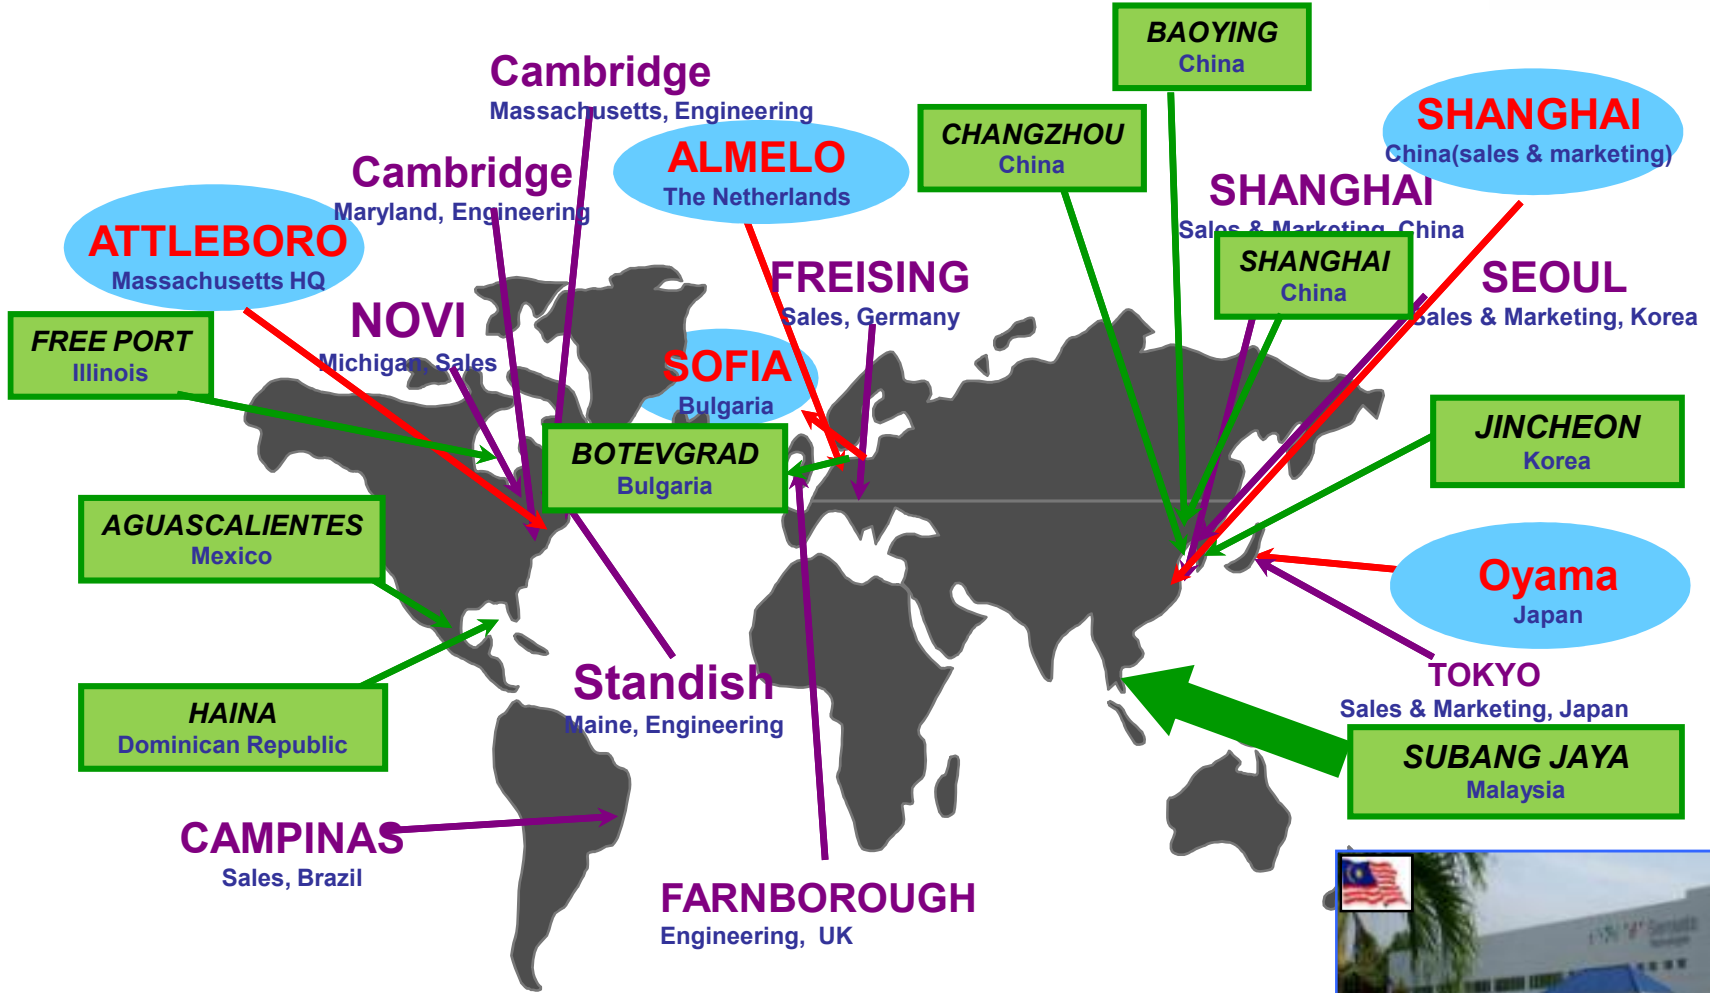 BAOYING
China
Cambridge
Massachusetts, Engineering
SHANGHAI
China(sales & marketing)
CHANGZHOU
China
ALMELO
The Netherlands
Cambridge
Maryland, Engineering
SHANGHAI
Sales & Marketing, China
ATTLEBORO
Massachusetts HQ
SHANGHAI
China
FREISING
Sales, Germany
SEOUL
Sales & Marketing, Korea
NOVI
Michigan, Sales
FREE PORT
Illinois
SOFIA
Bulgaria
JINCHEON
Korea
BOTEVGRAD
Bulgaria
AGUASCALIENTES
Mexico
Oyama
Japan
Standish
Maine, Engineering
TOKYO
Sales & Marketing, Japan
HAINA
Dominican Republic
SUBANG JAYA
Malaysia
CAMPINAS
Sales, Brazil
FARNBOROUGH
Engineering, UK